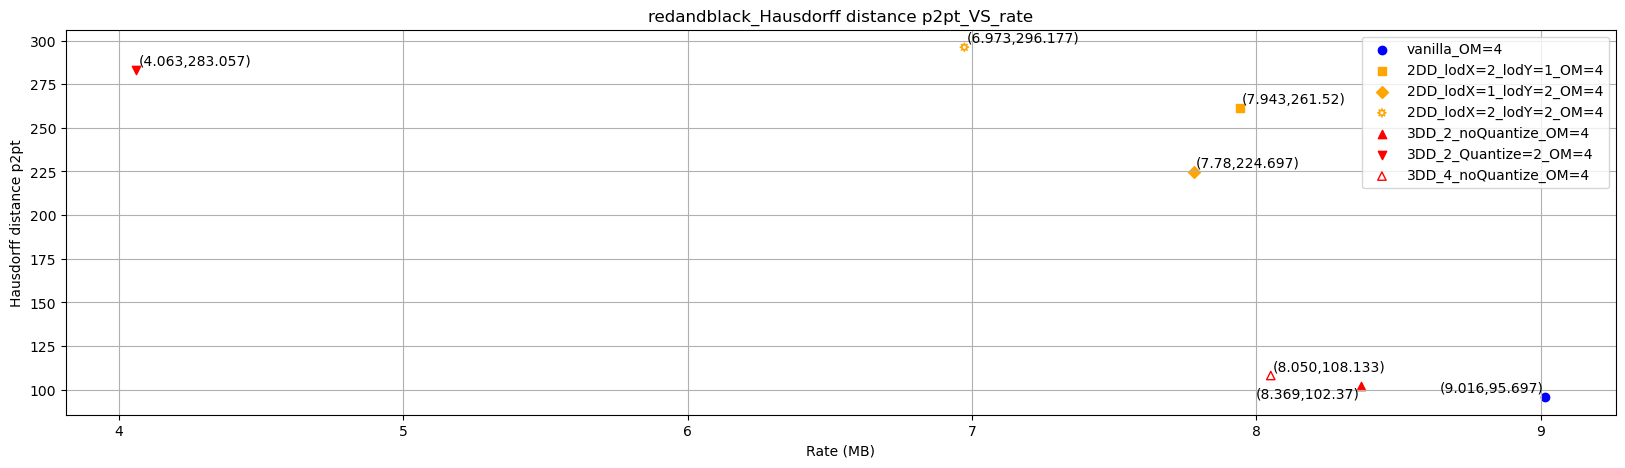 redandblack_Hausdorff distance p2pt_VS_rate
Hausdorff distance p2pt
300
275
250
225
200
175
150
125
100
(4.063,283.057)
(6.973,296.177)
(7.943,261.52)
(7.78,224.697)
(8.050,108.133)
(8.369,102.37)
(9.016,95.697)
vanilla_OM=4
2DD_lodX=2_lodY=1_OM=4
2DD_lodX=1_lodY=2_OM=4
2DD_lodX=2_lodY=2_OM=4
3DD_2_noQuantize_OM=4
3DD_2_Quantize=2_OM=4
3DD_4_noQuantize_OM=4
4
5
6
7
8
9
Rate (MB)